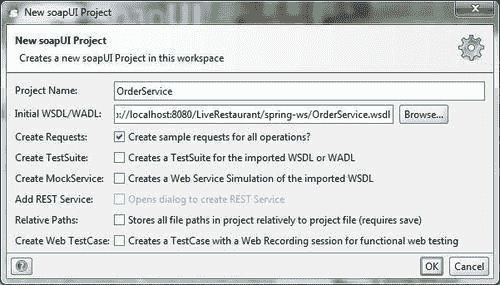 New soapUI Project
New soapUI Project
Creates a new soapUI Project in this workspace
Project Name: OrderService
Initial WSDL/WADL: ://localhost:8080/LiveRestaurant/spring-ws/OrderService.wsdl Browse...
Create Requests: Create sample requests for all operations?
Create TestSuite: Creates a TestSuite for the imported WSDL or WADL
Create MockService: Creates a Web Service Simulation of the imported WSDL
Add REST Service: Opens dialog to create REST Service
Relative Paths: Stores all file paths in project relatively to project file (requires save)
Create Web TestCase: Creates a TestCase with a Web Recording session for functional web testing
? OK Cancel